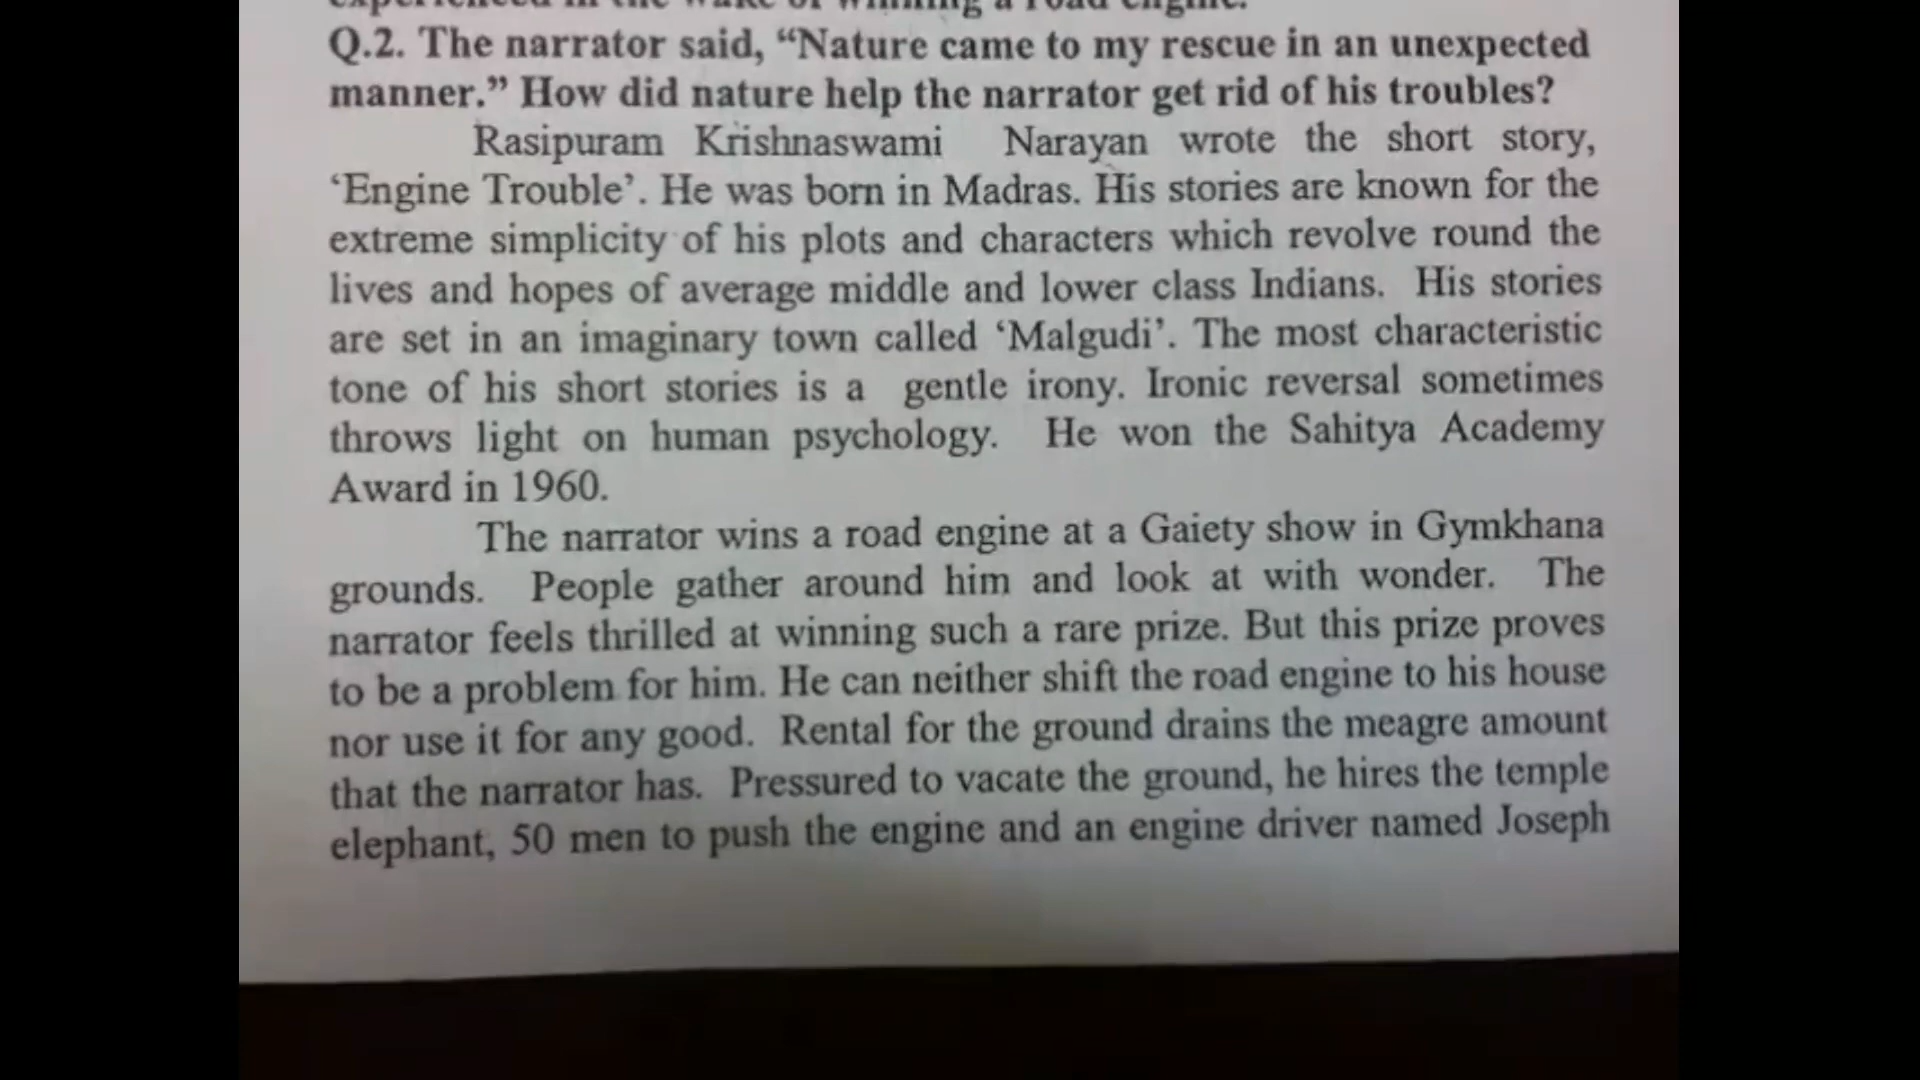 experienced in the wake of winning a road engine.
Q.2. The narrator said, “Nature came to my rescue in an unexpected
manner.” How did nature help the narrator get rid of his troubles?
Rasipuram Krishnaswami Narayan wrote the short story,
‘Engine Trouble’. He was born in Madras. His stories are known for the
extreme simplicity of his plots and characters which revolve round the
lives and hopes of average middle and lower class Indians. His stories
are set in an imaginary town called ‘Malgudi’. The most characteristic
tone of his short stories is a gentle irony. Ironic reversal sometimes
throws light on human psychology. He won the Sahitya Academy
Award in 1960.
The narrator wins a road engine at a Gaiety show in Gymkhana
grounds. People gather around him and look at with wonder. The
narrator feels thrilled at winning such a rare prize. But this prize proves
to be a problem for him. He can neither shift the road engine to his house
nor use it for any good. Rental for the ground drains the meagre amount
that the narrator has. Pressured to vacate the ground, he hires the temple
elephant, 50 men to push the engine and an engine driver named Joseph